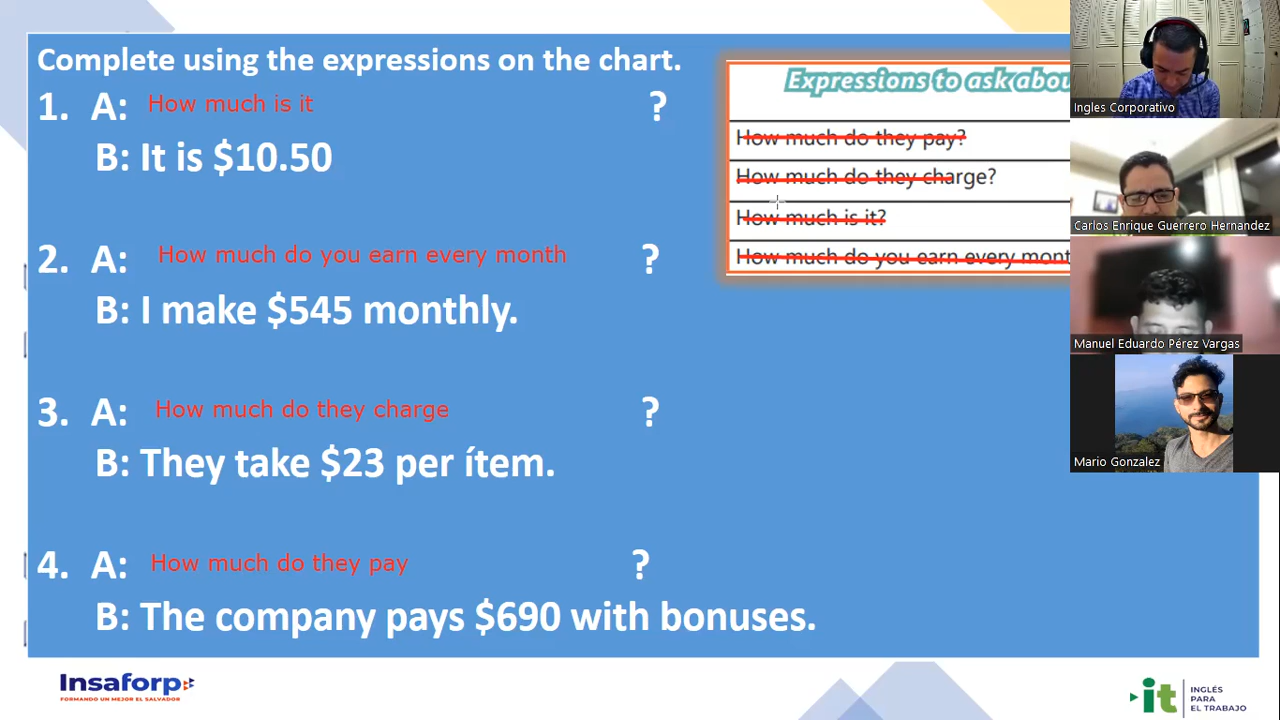 Complete using the expressions on the chart.
1. A: How much is it ?
B: It is $10.50
2. A: How much do you earn every month ?
B: I make $545 monthly.
3. A: How much do they charge ?
B: They take $23 per ítem.
4. A: How much do they pay ?
B: The company pays $690 with bonuses.
Expressions to ask abou
How much do they pay?
How much do they charge?
How much is it?
How much do you earn every mont
Ingles Corporativo
Carlos Enrique Guerrero Hernandez
Manuel Eduardo Pérez Vargas
Mario Gonzalez
Insaforp
FORMANDO UN MEJOR EL SALVADOR
it
INGLÉS
PARA
EL TRABAJO